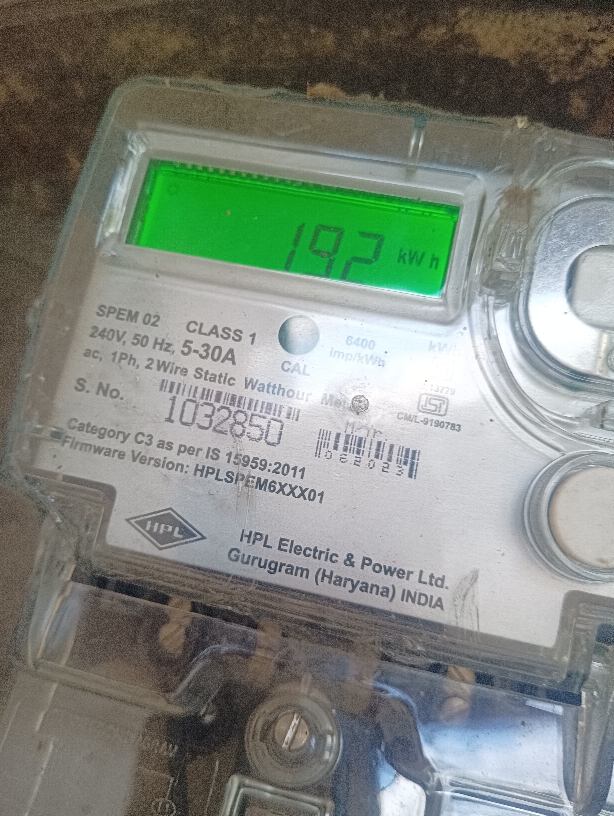 192 kWh
SPEM 02 CLASS 1
240V, 50 Hz, 5-30A
CAL
6400
imp/kWh
ac, 1Ph, 2 Wire Static Watthour
S. No.
1032850
CM/L-9190783
Category C3 as per IS 15959:2011
Firmware Version: HPLSPEM6XXX01
HPL
HPL Electric & Power Ltd.
Gurugram (Haryana) INDIA